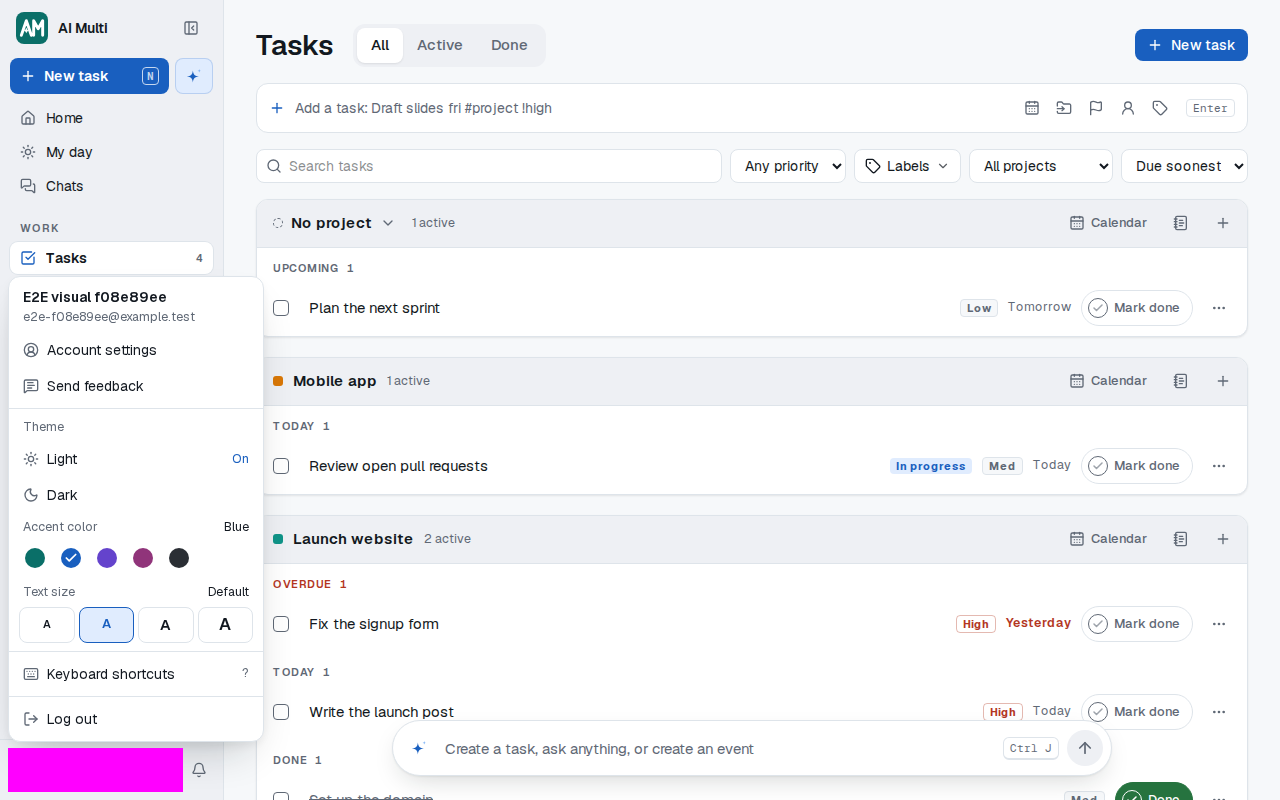 AM
AI Multi
New task
N
Home
My day
Chats
WORK
Tasks
4
E2E visual f08e89ee
e2e-f08e89ee@example.test
Account settings
Send feedback
Theme
Light
On
Dark
Accent color
Blue
Text size
Default
A
A
A
A
Keyboard shortcuts
?
Log out
Tasks
All
Active
Done
New task
Add a task: Draft slides fri #project !high
Enter
Search tasks
Any priority
Labels
All projects
Due soonest
No project
1 active
Calendar
UPCOMING 1
Plan the next sprint
Low
Tomorrow
Mark done
Mobile app
1 active
Calendar
TODAY 1
Review open pull requests
In progress
Med
Today
Mark done
Launch website
2 active
Calendar
OVERDUE 1
Fix the signup form
High
Yesterday
Mark done
TODAY 1
Write the launch post
High
Today
Mark done
Create a task, ask anything, or create an event
Ctrl J
DONE 1
Set up the domain
Med
Done